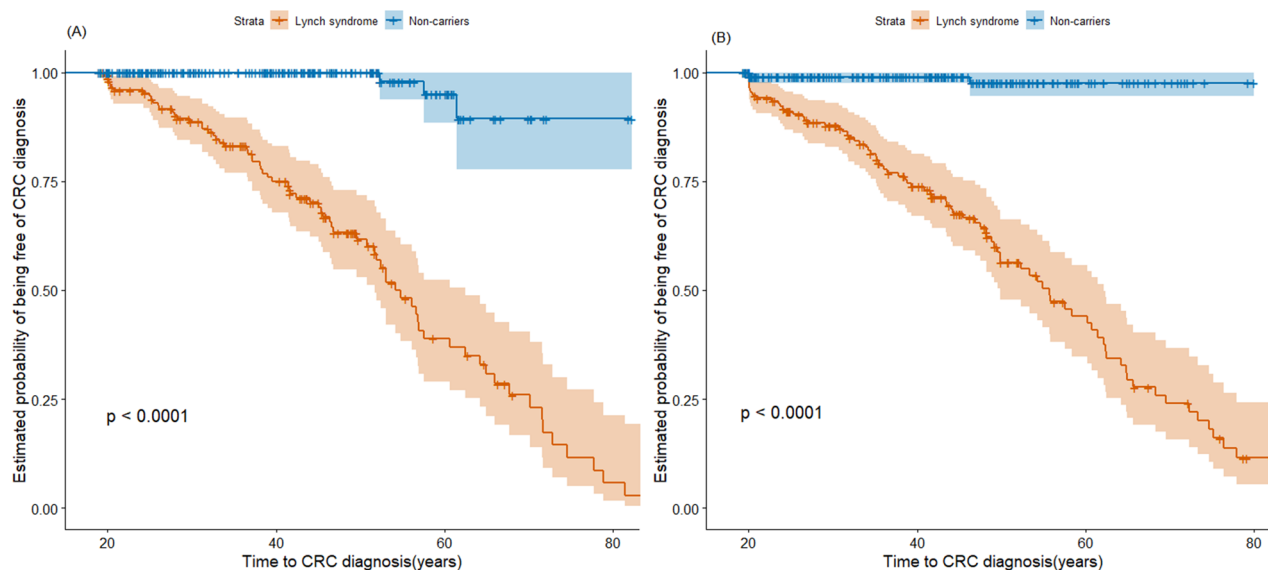 (A)
Strata Lynch syndrome Non-carriers
Estimated probability of being free of CRC diagnosis
1.00
0.75
0.50
0.25
0.00
p < 0.0001
20 40 60 80
Time to CRC diagnosis(years)
(B)
Strata Lynch syndrome Non-carriers
Estimated probability of being free of CRC diagnosis
1.00
0.75
0.50
0.25
0.00
p < 0.0001
20 40 60 80
Time to CRC diagnosis(years)